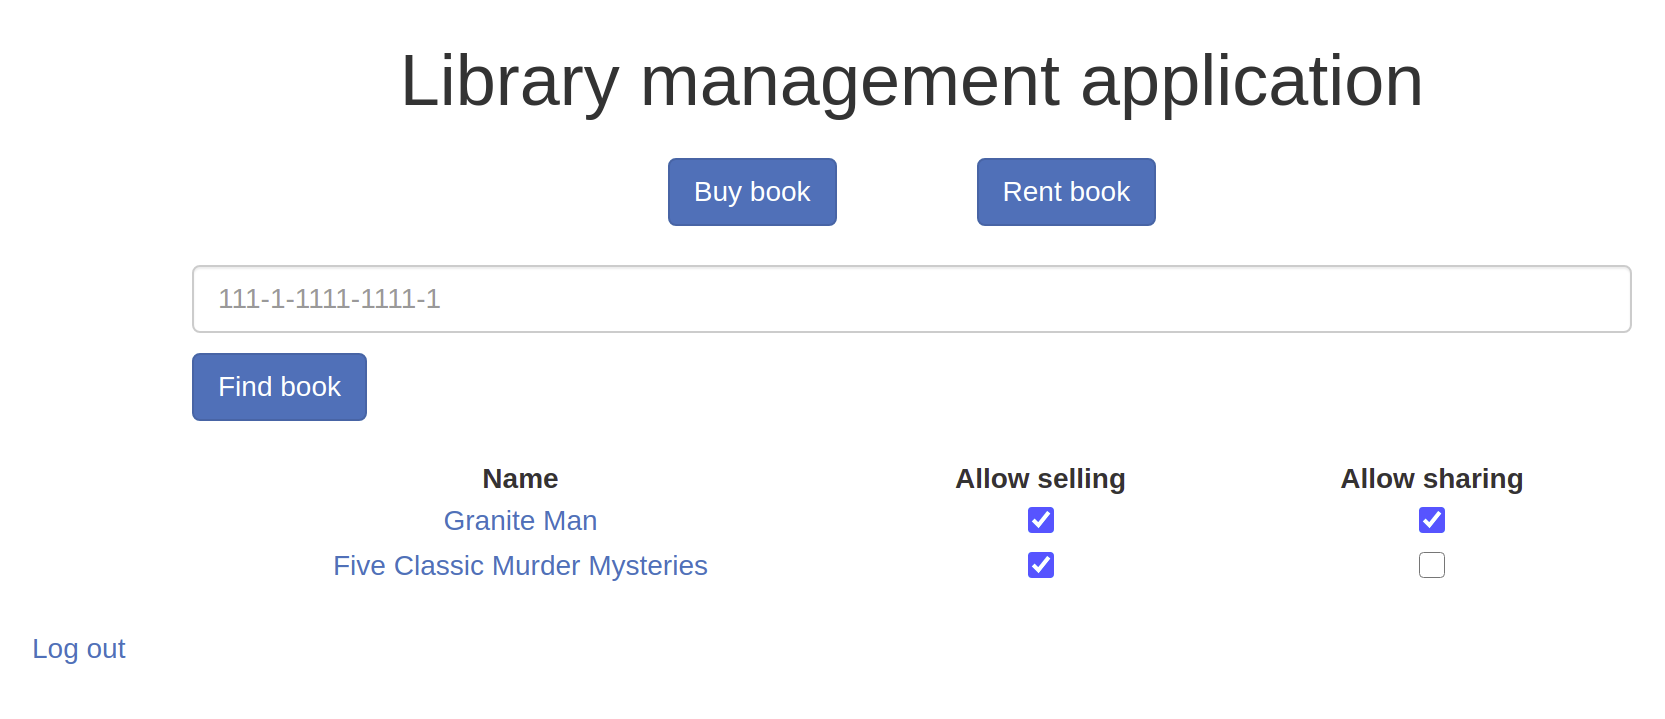 Library management application
Buy book Rent book
111-1-1111-1111-1
Find book
Name Allow selling Allow sharing
Granite Man
Five Classic Murder Mysteries
Log out